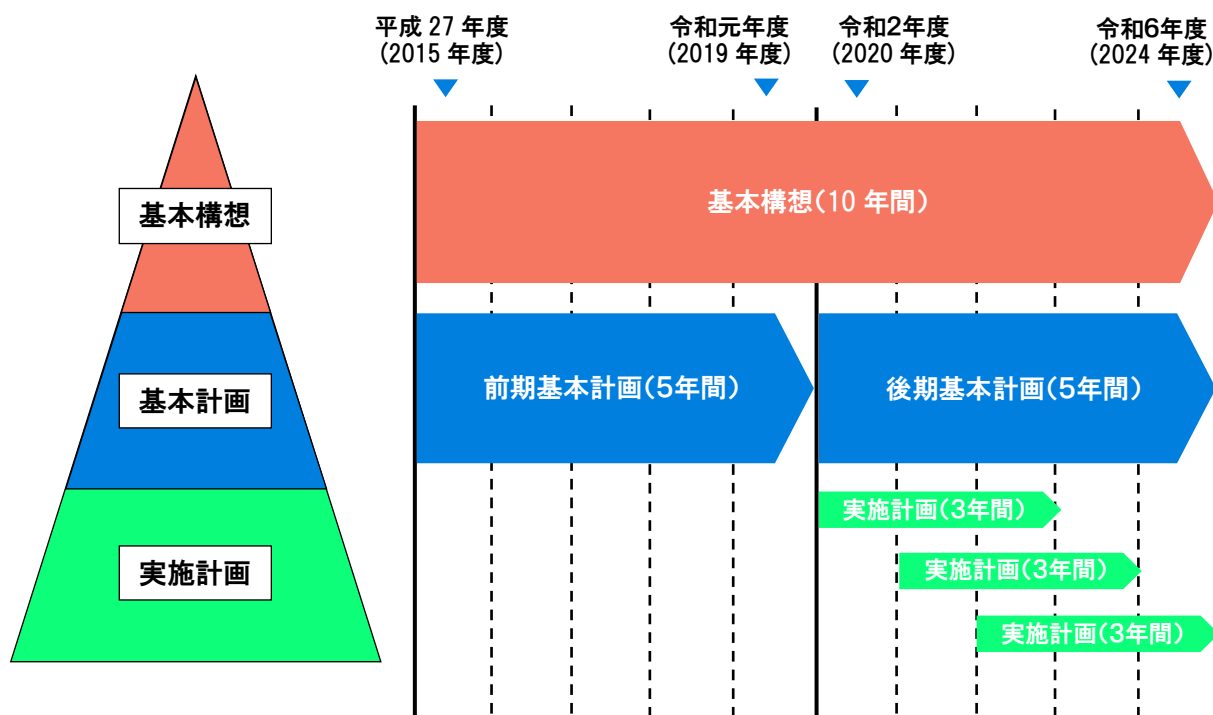 平成 27 年度
(2015 年度)
令和元年度
(2019 年度)
令和2年度
(2020 年度)
令和6年度
(2024 年度)
基本構想
基本構想(10 年間)
基本計画
前期基本計画(5年間)
後期基本計画(5年間)
実施計画
実施計画(3年間)
実施計画(3年間)
実施計画(3年間)